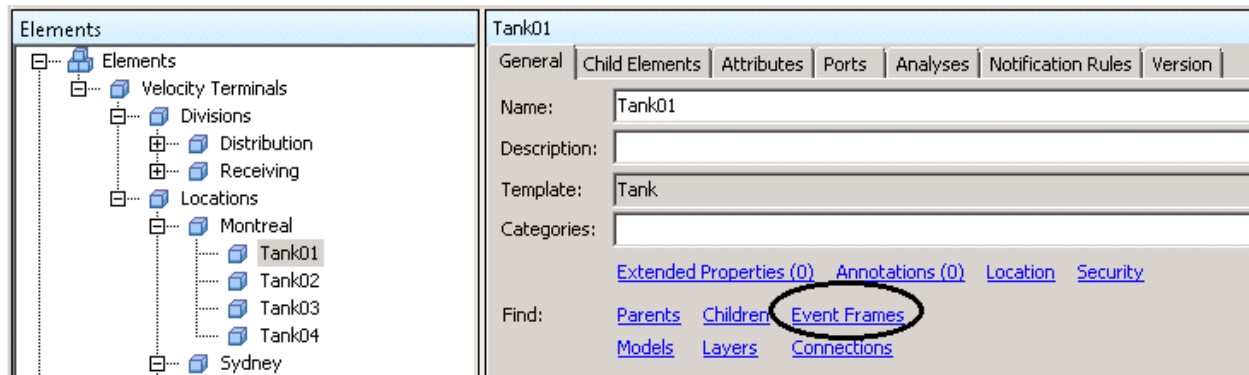 Elements
Elements
Velocity Terminals
Divisions
Distribution
Receiving
Locations
Montreal
Tank01
Tank02
Tank03
Tank04
Sydney
Tank01
General Child Elements Attributes Ports Analyses Notification Rules Version
Name: Tank01
Description:
Template: Tank
Categories:
Extended Properties (0) Annotations (0) Location Security
Find: Parents Children Event Frames
Models Layers Connections